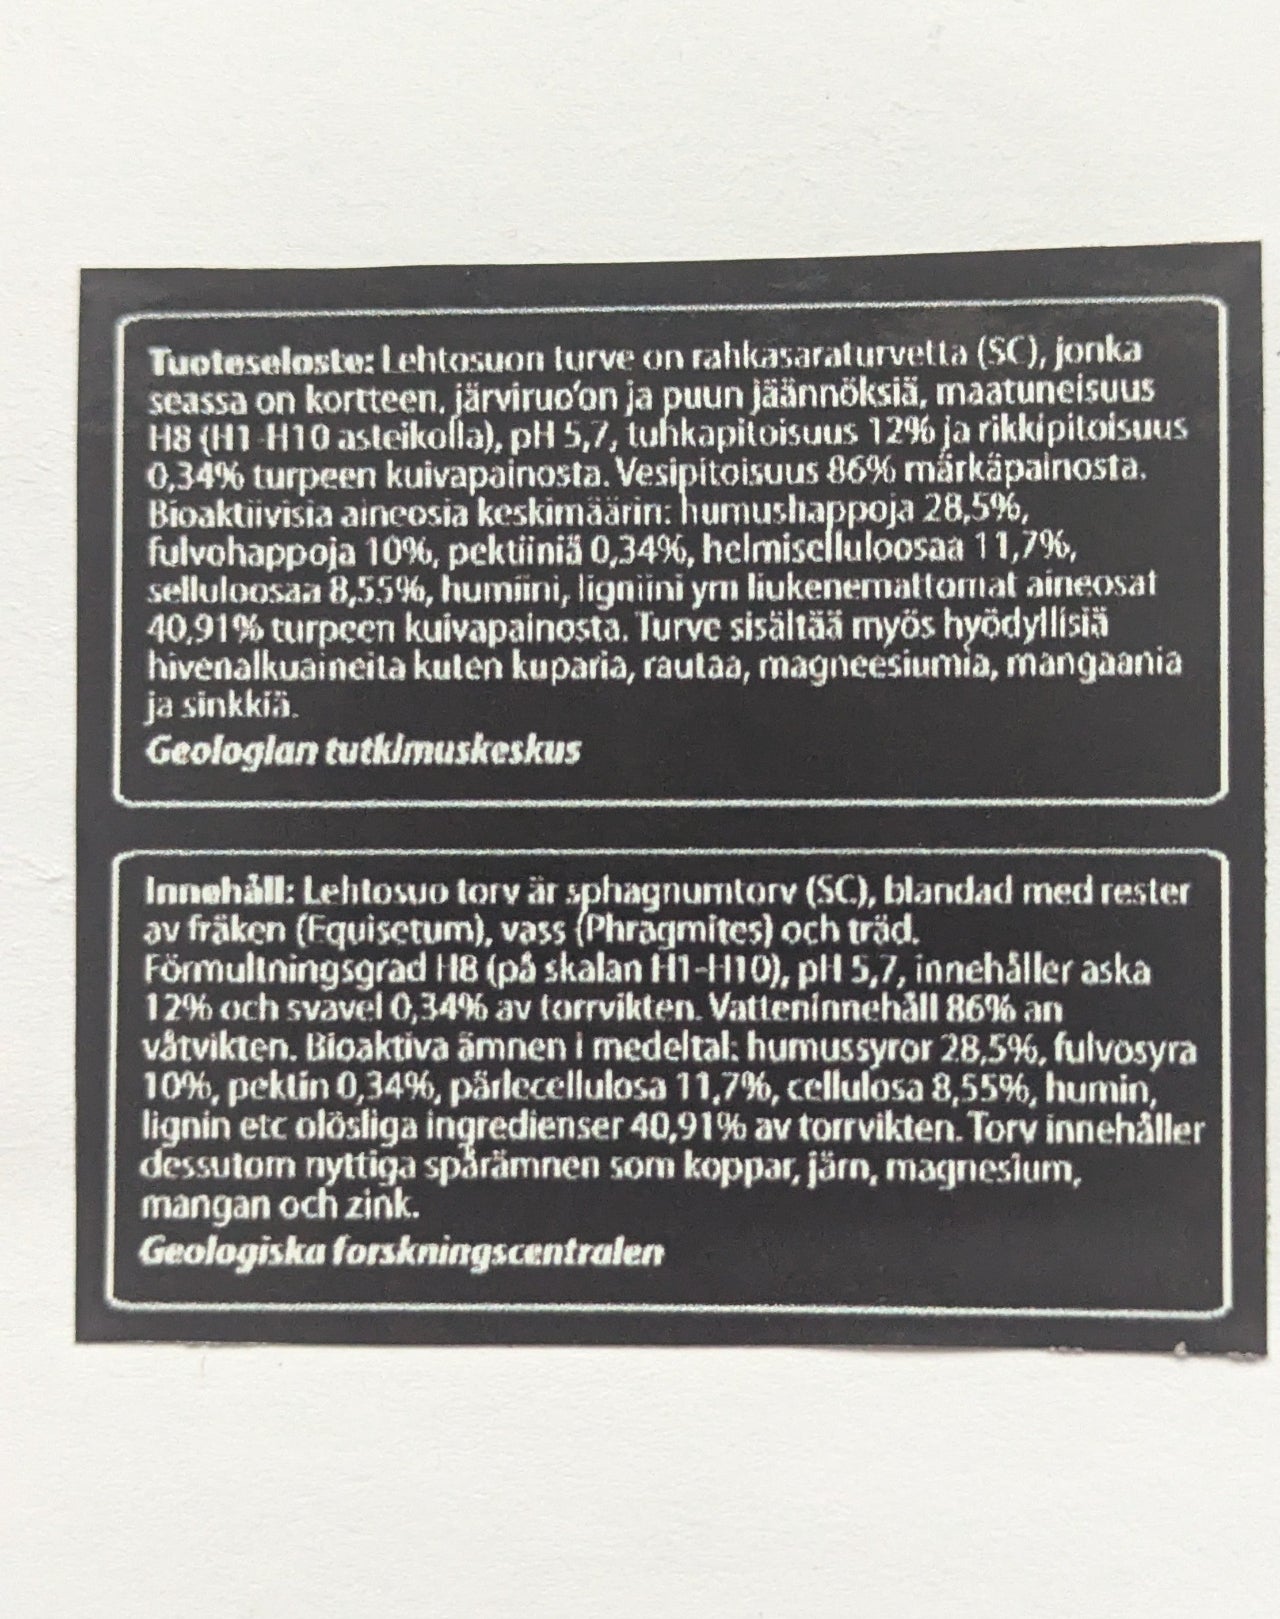 Tuoteseloste: Lehtosuon turve on rahkasaraturvetta (SC), jonka
seassa on kortteen, järviruo'on ja puun jäännöksiä, maatuneisuus
H8 (H1-H10 asteikolla), pH 5,7, tuhkapitoisuus 12% ja rikkipitoisuus
0,34% turpeen kuivapainosta. Vesipitoisuus 86% märkäpainosta.
Bioaktiivisia aineosia keskimäärin: humushappoja 28,5%,
fulvohappoja 10%, pektiiniä 0,34%, helmiselluloosaa 11,7%,
selluloosaa 8,55%, humiini, ligniini ym liukenemattomat aineosat
40,91% turpeen kuivapainosta. Turve sisältää myös hyödyllisiä
hivenalkuaineita kuten kuparia, rautaa, magneesiumia, mangaania
ja sinkkiä.
Geologian tutkimuskeskus
Innehåll: Lehtosuo torv är sphagnumtorv (SC), blandad med rester
av fräken (Equisetum), vass (Phragmites) och träd.
Förmultningsgrad H8 (på skalan H1-H10), pH 5,7, innehåller aska
12% och svavel 0,34% av torrvikten. Vatteninnehåll 86% an
våtvikten. Bioaktiva ämnen i medeltal: humussyror 28,5%, fulvosyra
10%, pektin 0,34%, pärlecellulosa 11,7%, cellulosa 8,55%, humin,
lignin etc olösliga ingredienser 40,91% av torrvikten. Torv innehåller
dessutom nyttiga spårämnen som koppar, järn, magnesium,
mangan och zink.
Geologiska forskningscentralen